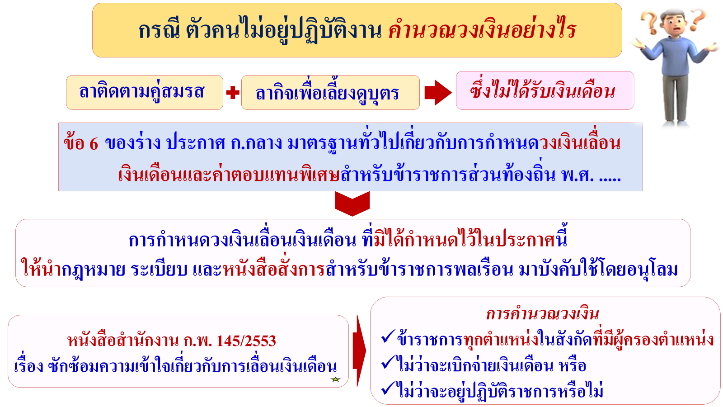 กรณี ตัวคนไม่อยู่ปฏิบัติงาน คำนวณวงเงินอย่างไร
ลาติดตามคู่สมรส + ลากิจเพื่อเลี้ยงดูบุตร ซึ่งไม่ได้รับเงินเดือน
ข้อ 6 ของร่าง ประกาศ ก.กลาง มาตรฐานทั่วไปเกี่ยวกับการกำหนดวงเงินเลื่อน
เงินเดือนและค่าตอบแทนพิเศษสำหรับข้าราชการส่วนท้องถิ่น พ.ศ. .....
การกำหนดวงเงินเลื่อนเงินเดือน ที่มิได้กำหนดไว้ในประกาศนี้
ให้นำกฎหมาย ระเบียบ และหนังสือสั่งการสำหรับข้าราชการพลเรือน มาบังคับใช้โดยอนุโลม
หนังสือสำนักงาน ก.พ. 145/2553
เรื่อง ซักซ้อมความเข้าใจเกี่ยวกับการเลื่อนเงินเดือน
การคำนวณวงเงิน
✓ข้าราชการทุกตำแหน่งในสังกัดที่มีผู้ครองตำแหน่ง
✓ไม่ว่าจะเบิกจ่ายเงินเดือน หรือ
✓ไม่ว่าจะอยู่ปฏิบัติราชการหรือไม่